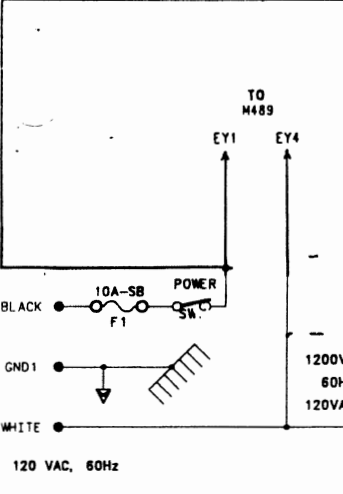 TO
M489
EY1 EY4
10A-SB POWER
BLACK SW.
F1
GND1
1200V
60H
120VA
WHITE
120 VAC, 60Hz